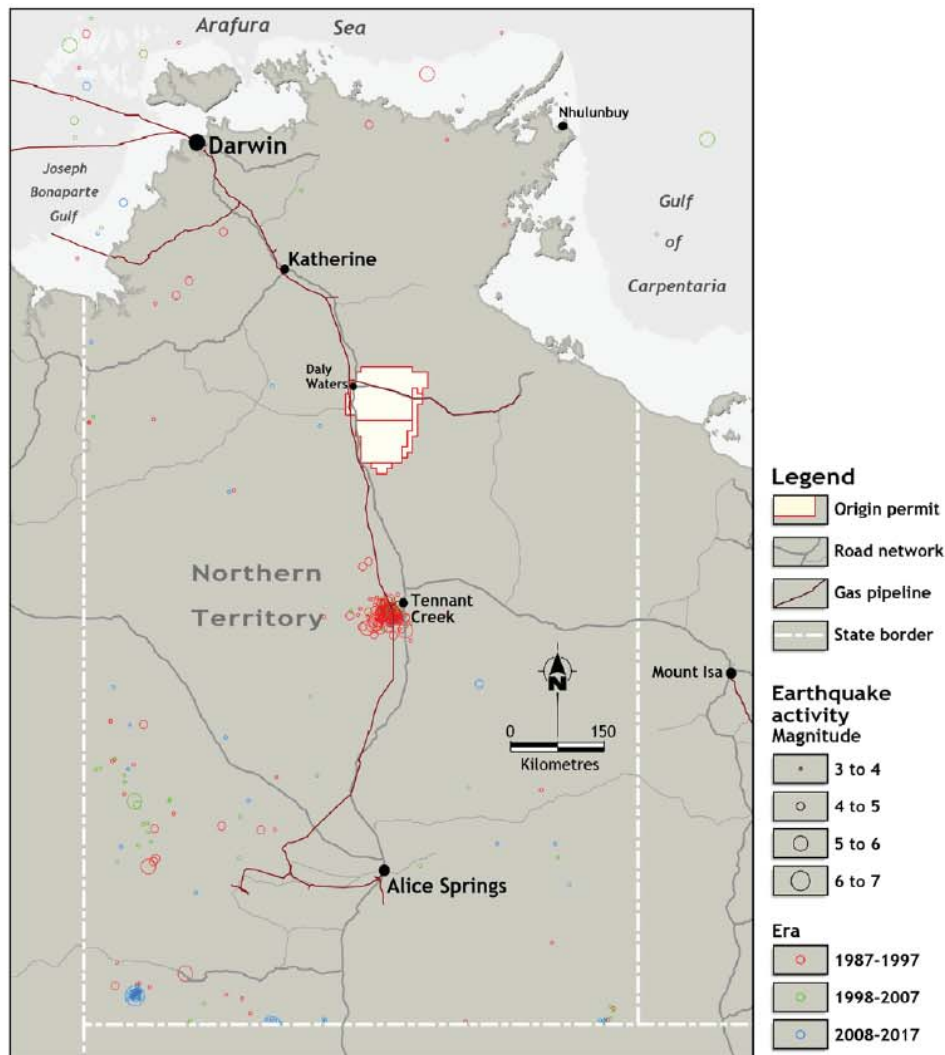 Arafura Sea
Nhulunbuy
Darwin
Joseph
Bonaparte
Gulf
Gulf
of
Carpentaria
Katherine
Daly
Waters
Northern
Territory
Tennant
Creek
Mount Isa
N
0 150
Kilometres
Alice Springs
Legend
Origin permit
Road network
Gas pipeline
State border
Earthquake
activity
Magnitude
3 to 4
4 to 5
5 to 6
6 to 7
Era
1987-1997
1998-2007
2008-2017